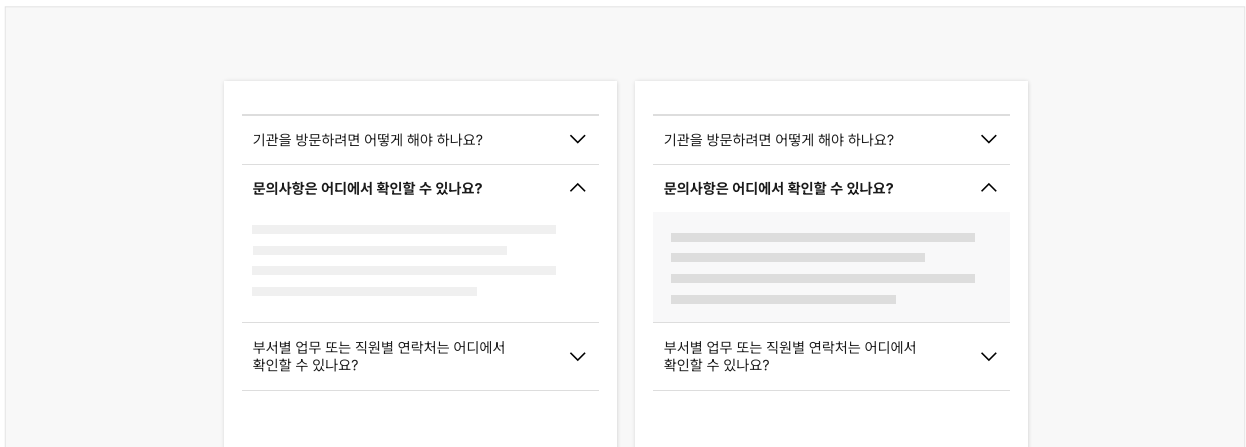 기관을 방문하려면 어떻게 해야 하나요?
문의사항은 어디에서 확인할 수 있나요?
부서별 업무 또는 직원별 연락처는 어디에서
확인할 수 있나요?
기관을 방문하려면 어떻게 해야 하나요?
문의사항은 어디에서 확인할 수 있나요?
부서별 업무 또는 직원별 연락처는 어디에서
확인할 수 있나요?